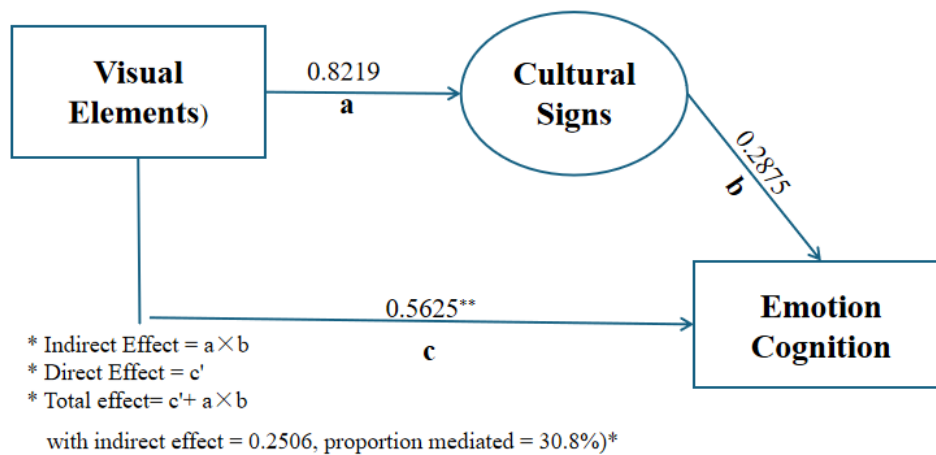 Visual
Elements)
0.8219
a
Cultural
Signs
0.2875
b
0.5625**
c
Emotion
Cognition
* Indirect Effect = a×b
* Direct Effect = c'
* Total effect= c'+ a×b
with indirect effect = 0.2506, proportion mediated = 30.8%)*